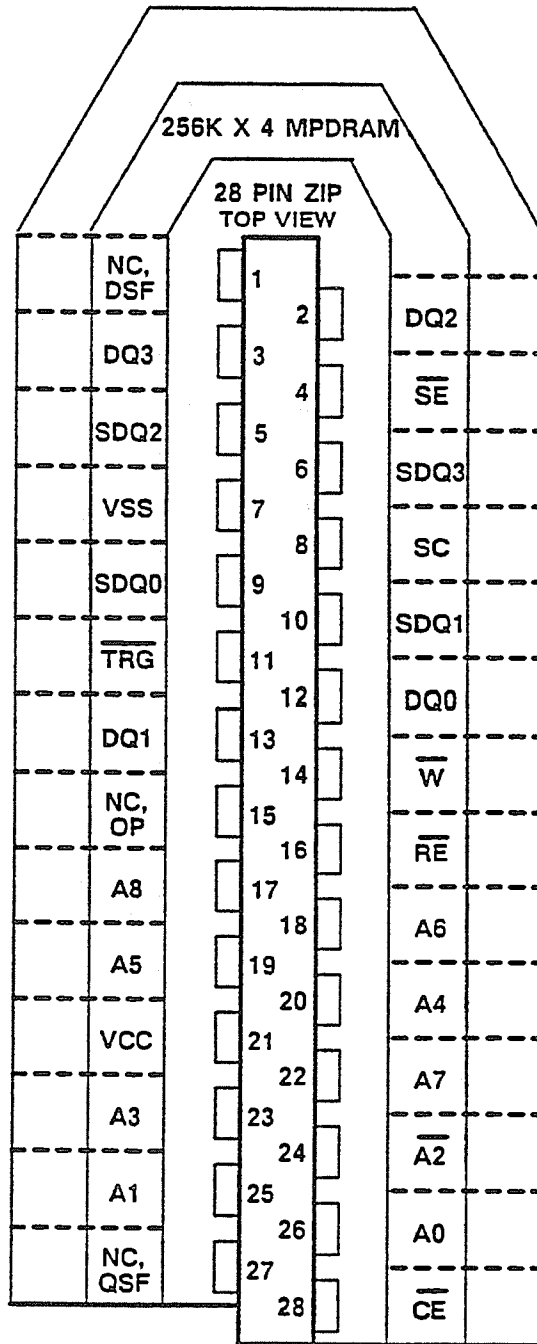 256K X 4 MPDRAM
28 PIN ZIP
TOP VIEW
NC,
DSF
1
2
DQ2
DQ3
3
4
SE
SDQ2
5
6
SDQ3
VSS
7
8
SC
SDQ0
9
10
SDQ1
TRG
11
12
DQ0
DQ1
13
14
W
NC,
OP
15
16
RE
A8
17
18
A6
A5
19
20
A4
VCC
21
22
A7
A3
23
24
A2
A1
25
26
A0
NC,
QSF
27
28
CE